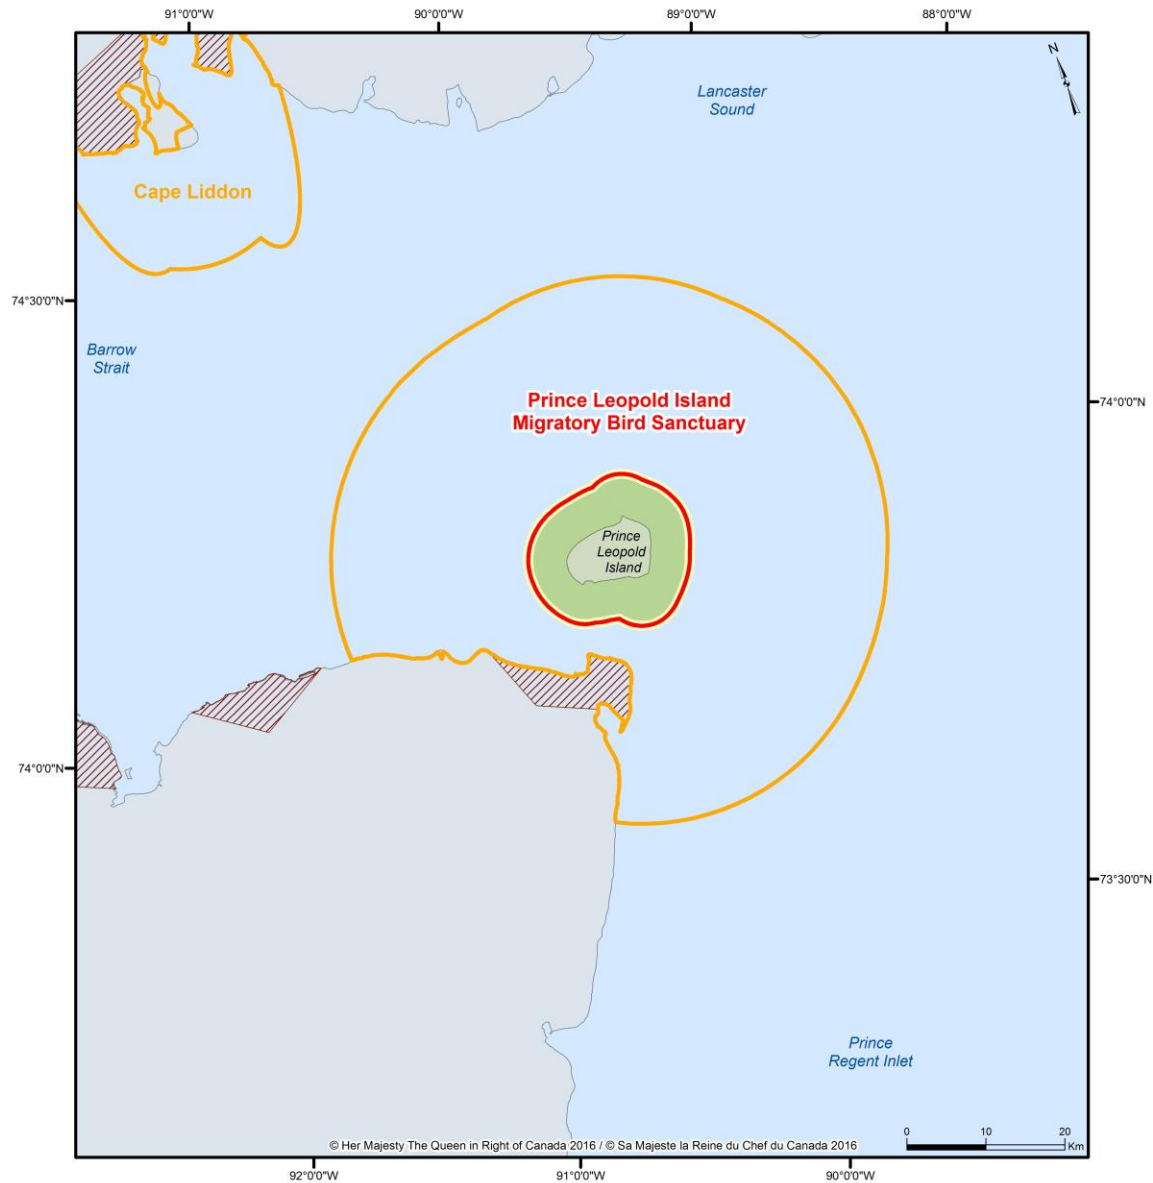 91°0'0"W
90°0'0"W
89°0'0"W
88°0'0"W
N
Lancaster
Sound
Cape Liddon
74°30'0"N
Barrow
Strait
Prince Leopold Island
Migratory Bird Sanctuary
74°0'0"N
Prince
Leopold
Island
74°0'0"N
73°30'0"N
Prince
Regent Inlet
© Her Majesty The Queen in Right of Canada 2016 / © Sa Majeste la Reine du Chef du Canada 2016
0 10 20
Km
92°0'0"W
91°0'0"W
90°0'0"W